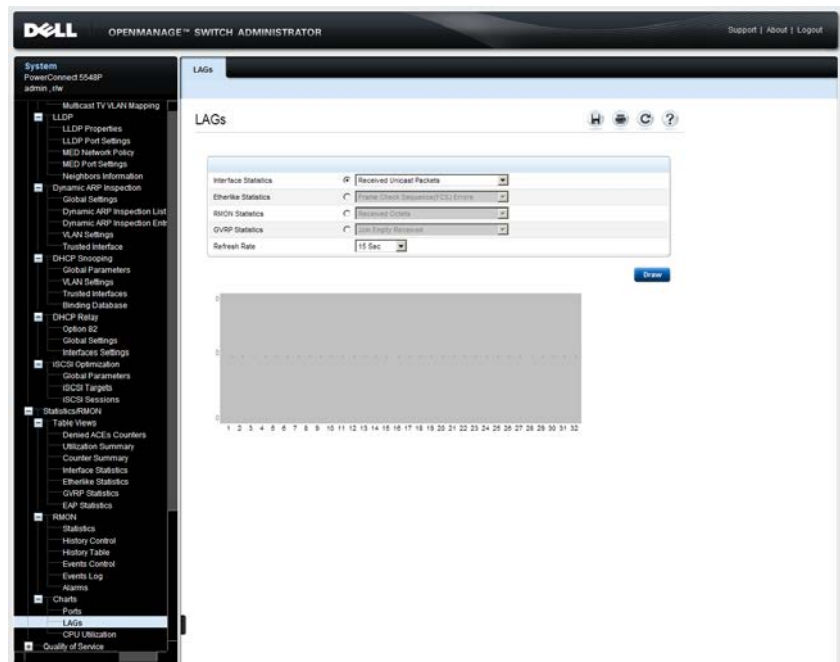 DELL OPENMANAGE™ SWITCH ADMINISTRATOR
Support | About | Logout
System
PowerConnect 5548P
admin , r/w
Multicast TV VLAN Mapping
LLDP
LLDP Properties
LLDP Port Settings
MED Network Policy
MED Port Settings
Neighbors Information
Dynamic ARP Inspection
Global Settings
Dynamic ARP Inspection List
Dynamic ARP Inspection Entr
VLAN Settings
Trusted Interface
DHCP Snooping
Global Parameters
VLAN Settings
Trusted Interfaces
Binding Database
DHCP Relay
Option 82
Global Settings
Interfaces Settings
iSCSI Optimization
Global Parameters
iSCSI Targets
iSCSI Sessions
Statistics/RMON
Table Views
Denied ACEs Counters
Utilization Summary
Counter Summary
Interface Statistics
Etherlike Statistics
GVRP Statistics
EAP Statistics
RMON
Statistics
History Control
History Table
Events Control
Events Log
Alarms
Charts
Ports
LAGs
CPU Utilization
Quality of Service
LAGs
LAGs
Interface Statistics Received Unicast Packets
Etherlike Statistics Frame Check Sequence(FCS) Errors
RMON Statistics Received Octets
GVRP Statistics Join Empty Received
Refresh Rate 15 Sec
Draw
0
0
0
1 2 3 4 5 6 7 8 9 10 11 12 13 14 15 16 17 18 19 20 21 22 23 24 25 26 27 28 29 30 31 32